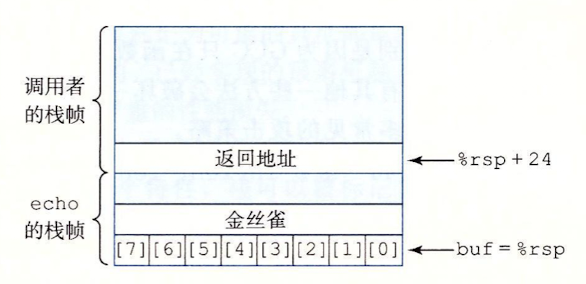 调用者
的栈帧
返回地址
%rsp+24
echo
的栈帧
金丝雀
[7][6][5][4][3][2][1][0]
buf=%rsp